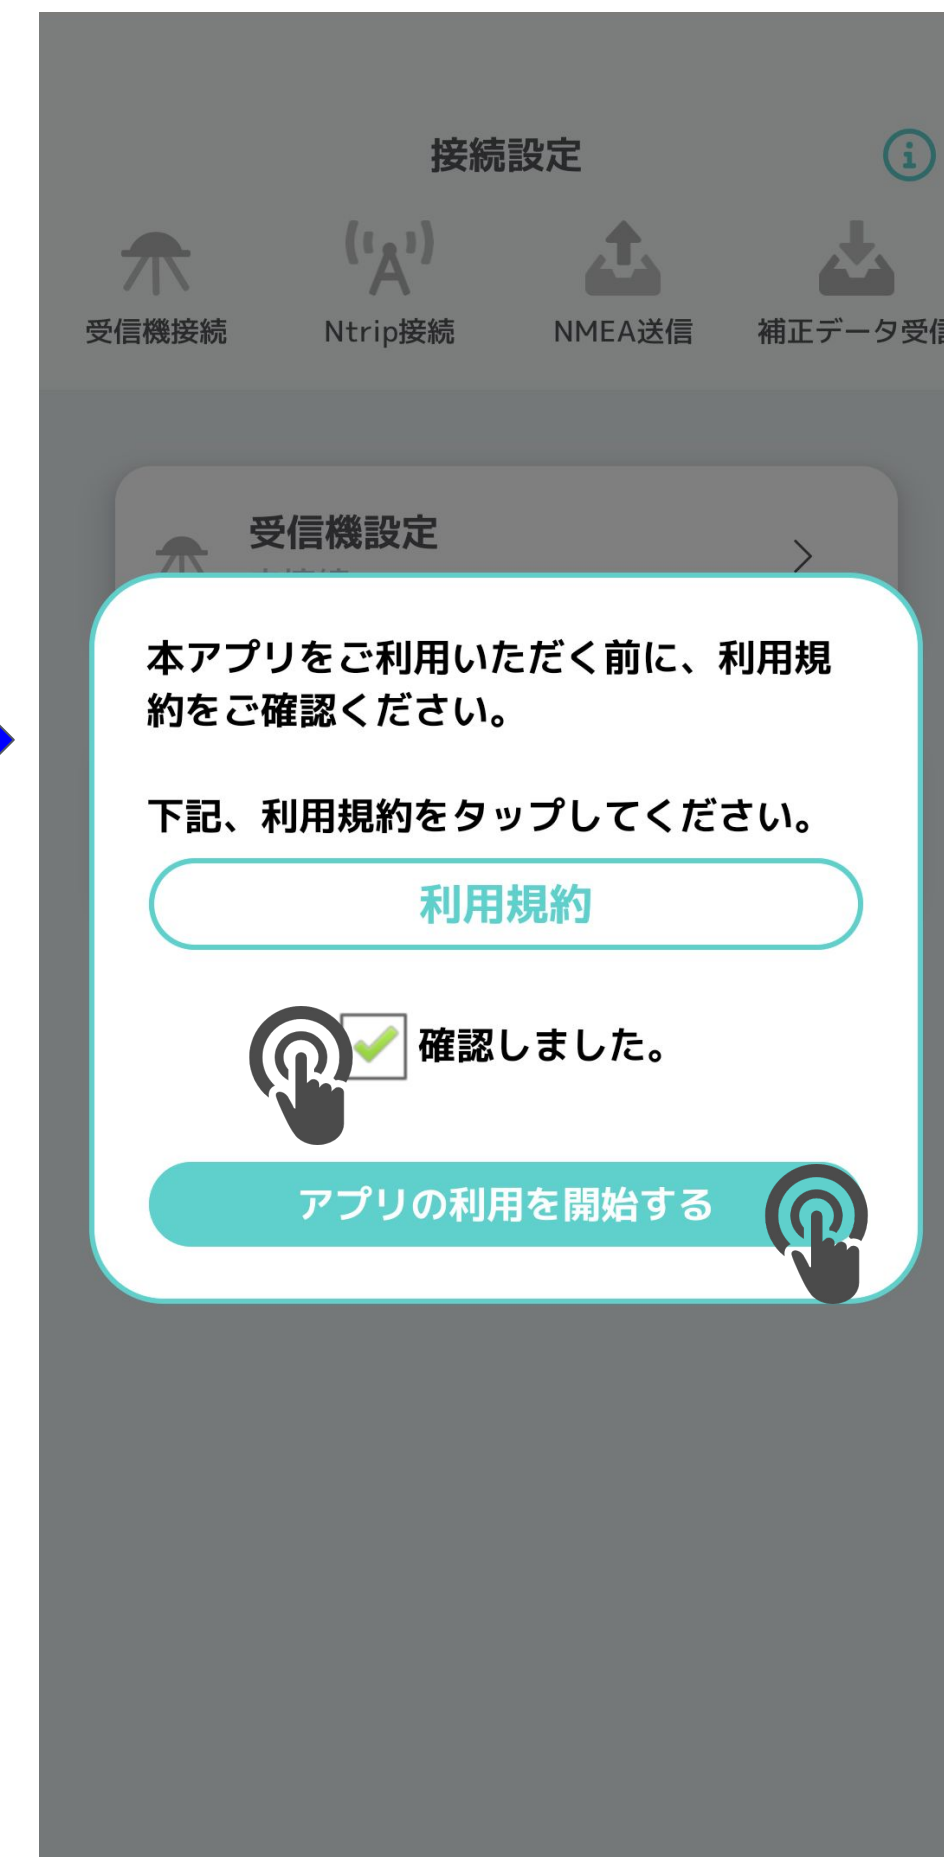 接続設定
受信機接続 Ntrip接続 NMEA送信 補正データ受信
受信機設定
本アプリをご利用いただく前に、利用規
約をご確認ください。
下記、利用規約をタップしてください。
利用規約
確認しました。
アプリの利用を開始する